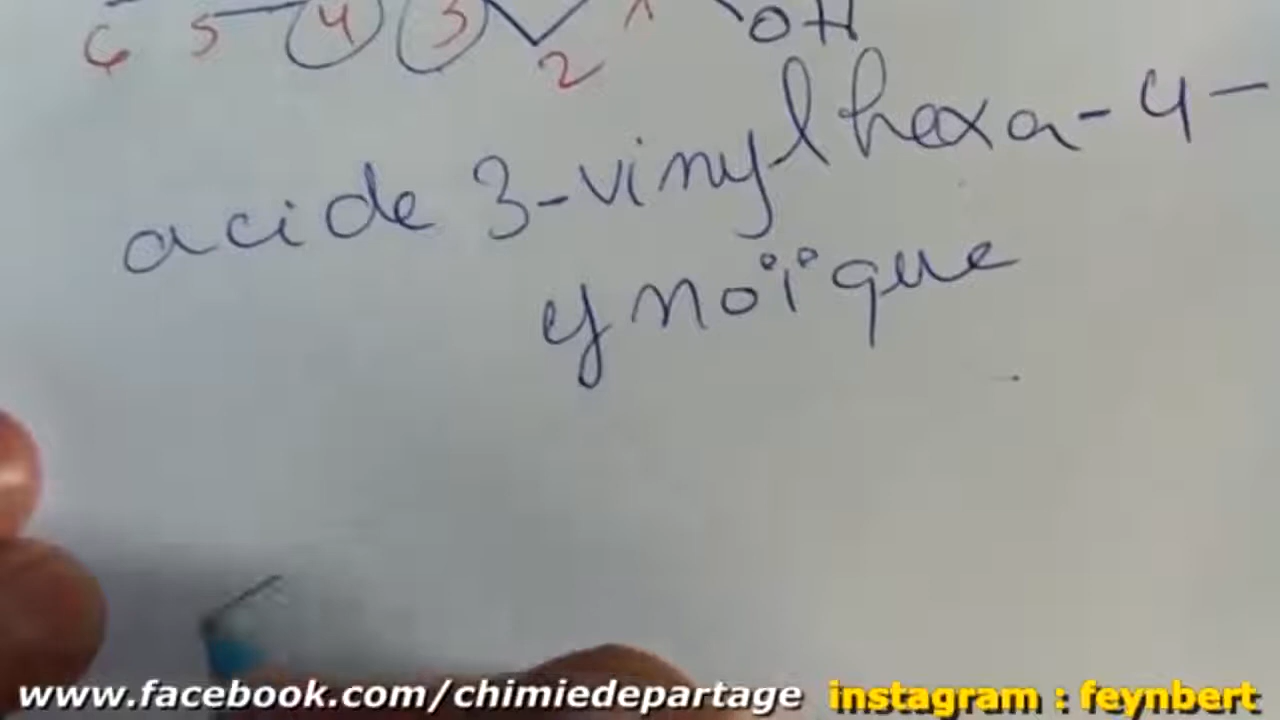 6 5 4 3 2 1 OH
acide 3-vinylhexa-4-
ynoïque
www.facebook.com/chimiedepartage instagram : feynbert